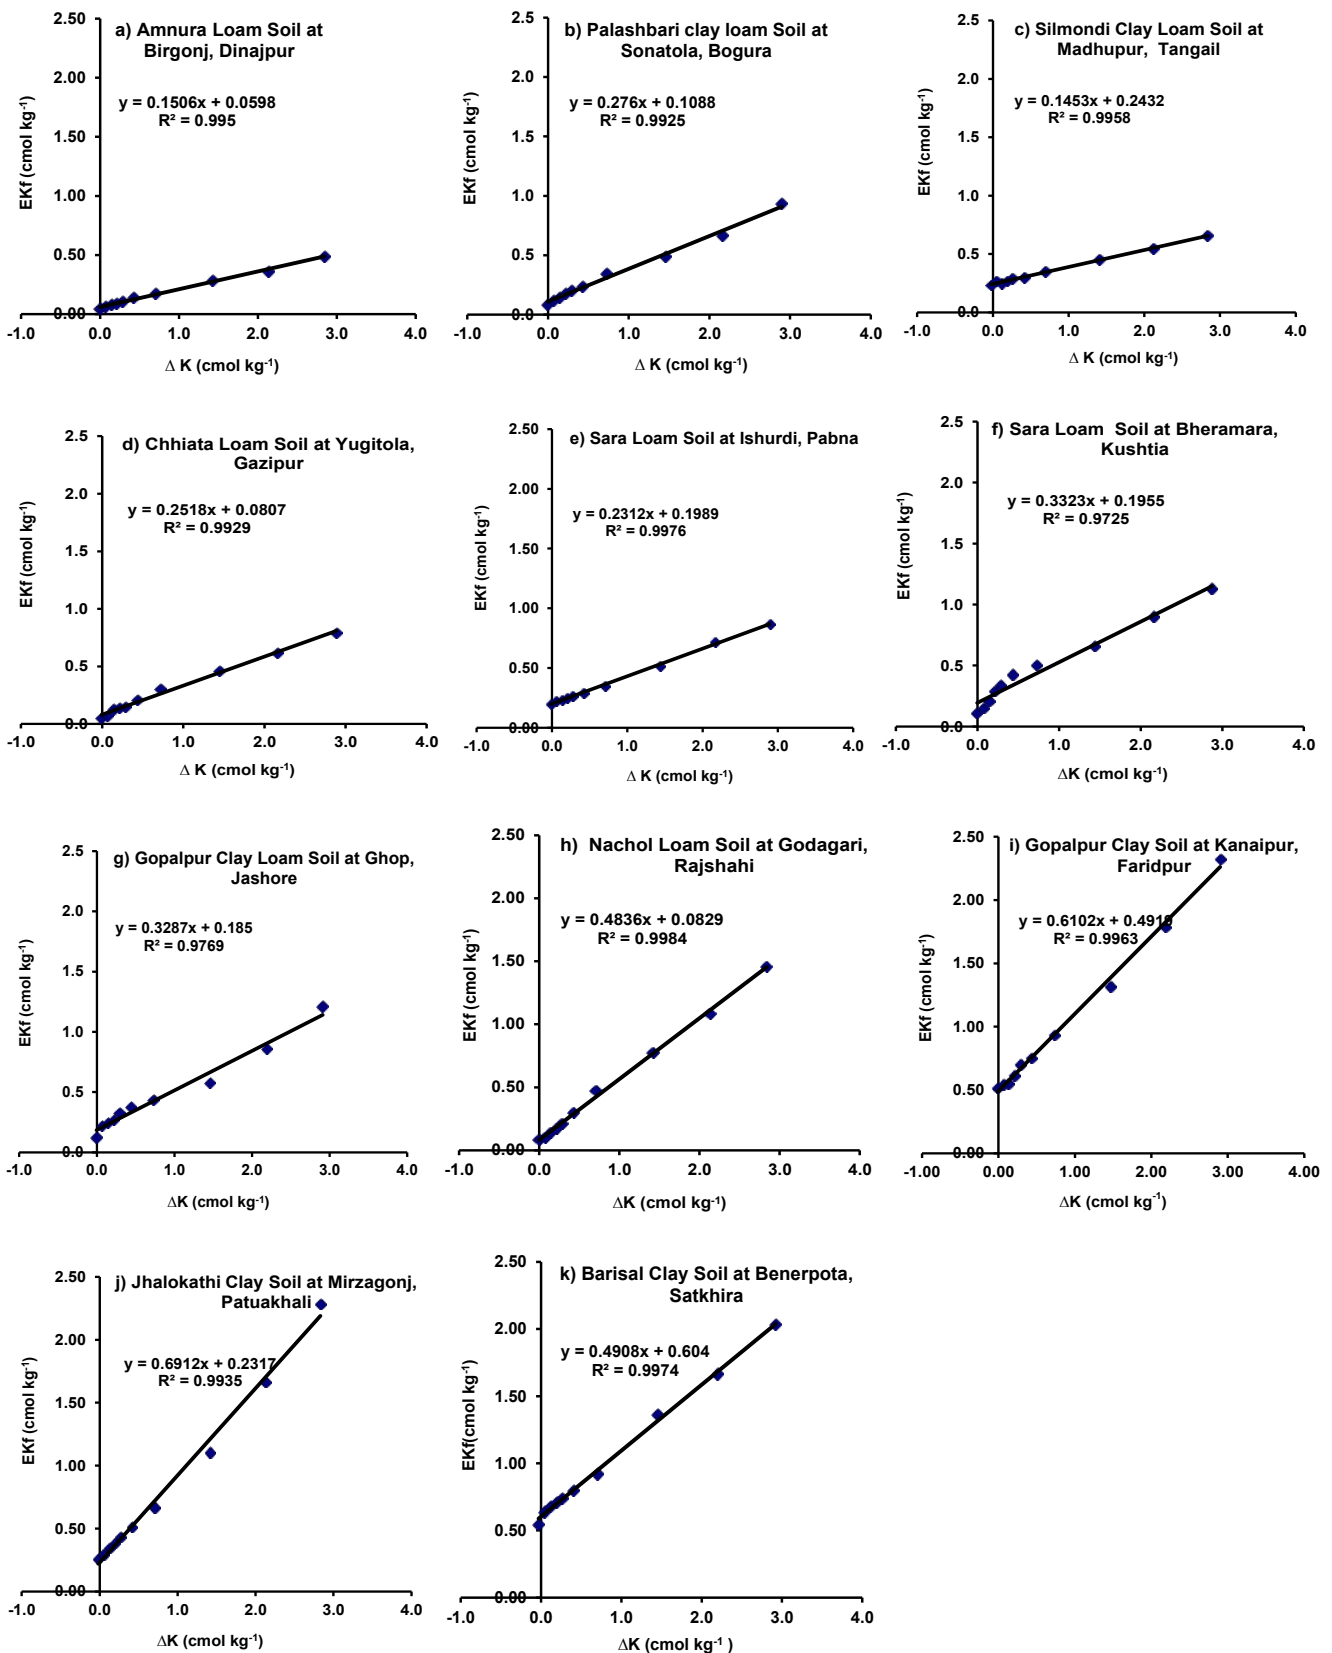 a) Amnura Loam Soil at
Birgonj, Dinajpur
y = 0.1506x + 0.0598
R² = 0.995
EKf (cmol kg⁻¹)
2.50
2.00
1.50
1.00
0.50
0.00
-1.0 0.0 1.0 2.0 3.0 4.0
Δ K (cmol kg⁻¹)
b) Palashbari clay loam Soil at
Sonatola, Bogura
y = 0.276x + 0.1088
R² = 0.9925
EKf (cmol kg⁻¹)
2.5
2.0
1.5
1.0
0.5
0.0
-1.0 0.0 1.0 2.0 3.0 4.0
Δ K (cmol kg⁻¹)
c) Silmondi Clay Loam Soil at
Madhupur, Tangail
y = 0.1453x + 0.2432
R² = 0.9958
EKf (cmol kg⁻¹)
2.5
2.0
1.5
1.0
0.5
0.0
-1.0 0.0 1.0 2.0 3.0 4.0
Δ K (cmol kg⁻¹)
d) Chhiata Loam Soil at Yugitola,
Gazipur
y = 0.2518x + 0.0807
R² = 0.9929
EKf (cmol kg⁻¹)
2.5
2.0
1.5
1.0
0.5
0.0
-1.0 0.0 1.0 2.0 3.0 4.0
Δ K (cmol kg⁻¹)
e) Sara Loam Soil at Ishurdi, Pabna
y = 0.2312x + 0.1989
R² = 0.9976
EKf (cmol kg⁻¹)
2.50
2.00
1.50
1.00
0.50
0.00
-1.0 0.0 1.0 2.0 3.0 4.0
Δ K (cmol kg⁻¹)
f) Sara Loam Soil at Bheramara,
Kushtia
y = 0.3323x + 0.1955
R² = 0.9725
EKf (cmol kg⁻¹)
2.5
2.0
1.5
1.0
0.5
0.0
-1.0 0.0 1.0 2.0 3.0 4.0
ΔK (cmol kg⁻¹)
g) Gopalpur Clay Loam Soil at Ghop,
Jashore
y = 0.3287x + 0.185
R² = 0.9769
EKf (cmol kg⁻¹)
2.5
2.0
1.5
1.0
0.5
0.0
-1.0 0.0 1.0 2.0 3.0 4.0
ΔK (cmol kg⁻¹)
h) Nachol Loam Soil at Godagari,
Rajshahi
y = 0.4836x + 0.0829
R² = 0.9984
EKf (cmol kg⁻¹)
2.50
2.00
1.50
1.00
0.50
0.00
-1.0 0.0 1.0 2.0 3.0 4.0
ΔK (cmol kg⁻¹)
i) Gopalpur Clay Soil at Kanaipur,
Faridpur
y = 0.6102x + 0.4919
R² = 0.9963
EKf (cmol kg⁻¹)
2.50
2.00
1.50
1.00
0.50
0.00
-1.00 0.00 1.00 2.00 3.00 4.00
ΔK (cmol kg⁻¹)
j) Jhalokathi Clay Soil at Mirzagonj,
Patuakhali
y = 0.6912x + 0.2317
R² = 0.9935
EKf (cmol kg⁻¹)
2.50
2.00
1.50
1.00
0.50
0.00
-1.0 0.0 1.0 2.0 3.0 4.0
ΔK (cmol kg⁻¹)
k) Barisal Clay Soil at Benerpota,
Satkhira
y = 0.4908x + 0.604
R² = 0.9974
EKf(cmol kg⁻¹)
2.50
2.00
1.50
1.00
0.50
0.00
-1.0 0.0 1.0 2.0 3.0 4.0
ΔK (cmol kg⁻¹ )